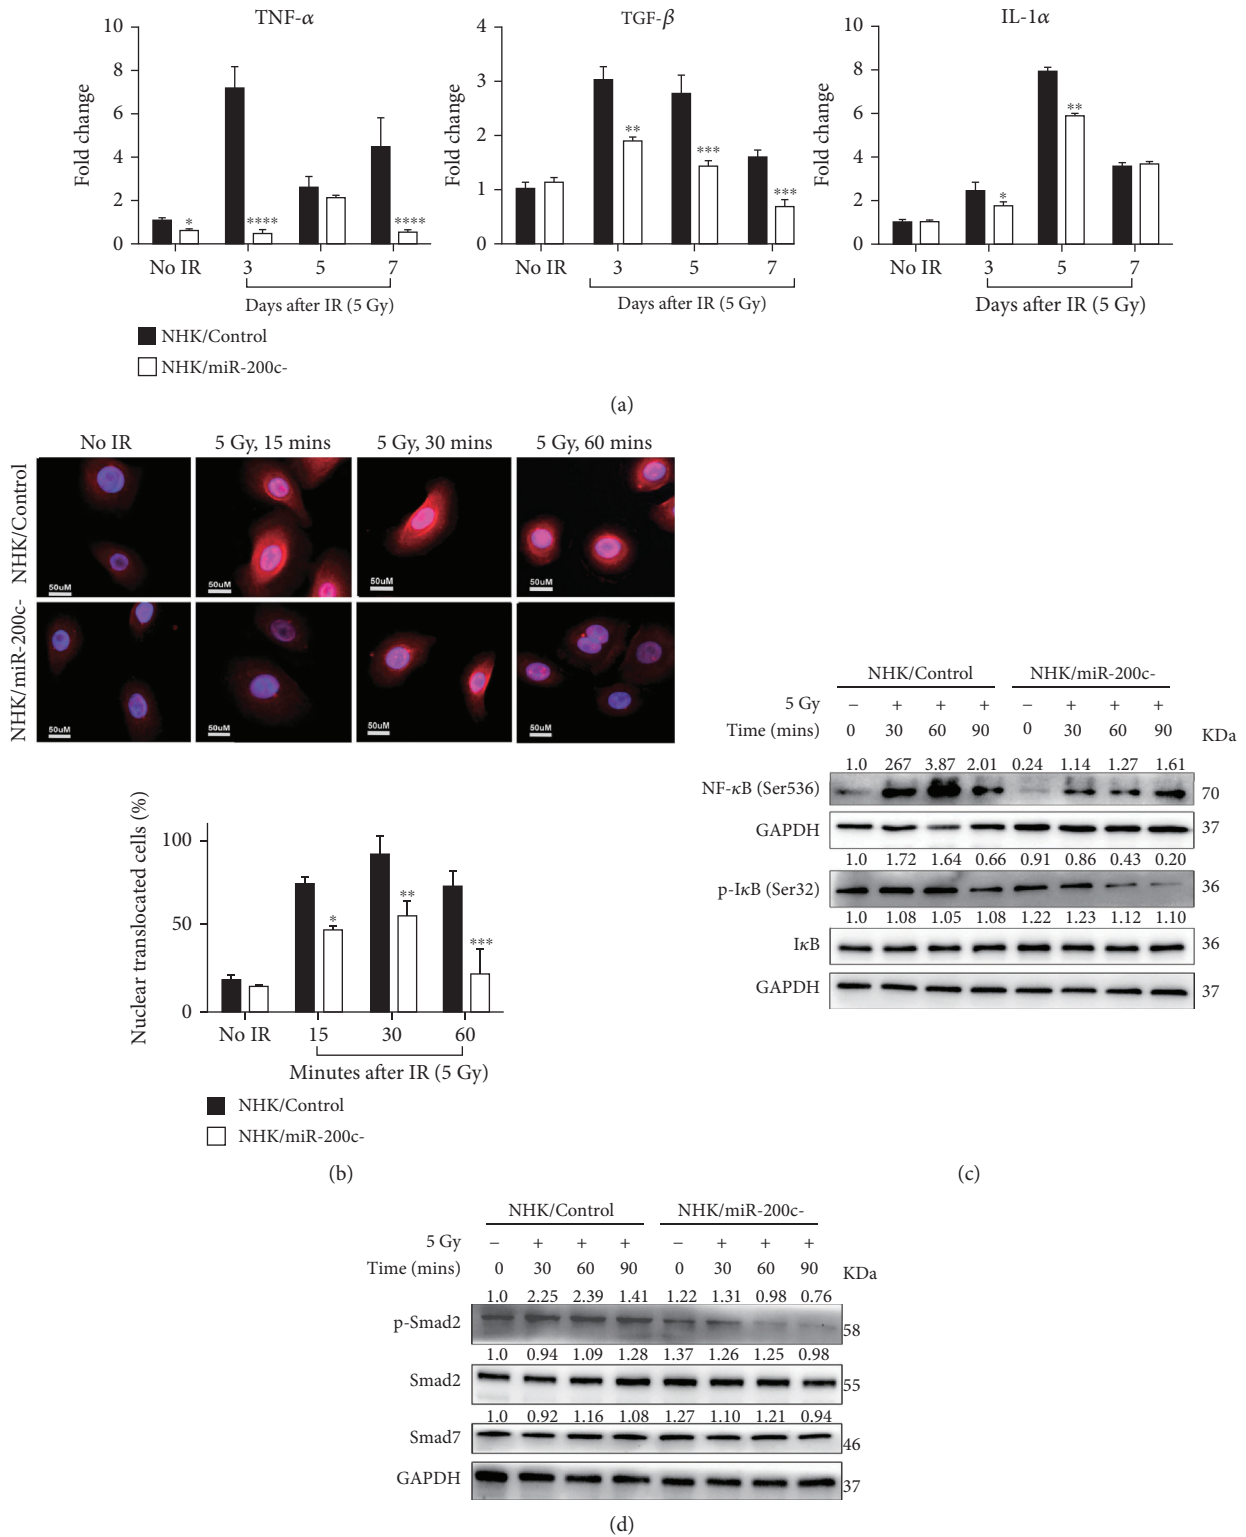 TNF-α
TGF-β
IL-1α
Fold change
10
8
6
4
2
0
Fold change
4
3
2
1
0
Fold change
10
8
6
4
2
0
* **** ****
** *** ***
* **
No IR 3 5 7
No IR 3 5 7
No IR 3 5 7
Days after IR (5 Gy)
Days after IR (5 Gy)
Days after IR (5 Gy)
NHK/Control
NHK/miR-200c-
(a)
No IR 5 Gy, 15 mins 5 Gy, 30 mins 5 Gy, 60 mins
NHK/Control
50uM 50uM 50uM 50uM
NHK/miR-200c-
50uM 50uM 50uM 50uM
Nuclear translocated cells (%)
100
50
0
* ** ***
No IR 15 30 60
Minutes after IR (5 Gy)
NHK/Control
NHK/miR-200c-
(b)
NHK/Control NHK/miR-200c-
5 Gy − + + + − + + +
Time (mins) 0 30 60 90 0 30 60 90 KDa
1.0 267 3.87 2.01 0.24 1.14 1.27 1.61
NF-κB (Ser536) 70
GAPDH 37
1.0 1.72 1.64 0.66 0.91 0.86 0.43 0.20
p-IκB (Ser32) 36
1.0 1.08 1.05 1.08 1.22 1.23 1.12 1.10
IκB 36
GAPDH 37
(c)
NHK/Control NHK/miR-200c-
5 Gy − + + + − + + +
Time (mins) 0 30 60 90 0 30 60 90 KDa
1.0 2.25 2.39 1.41 1.22 1.31 0.98 0.76
p-Smad2 58
1.0 0.94 1.09 1.28 1.37 1.26 1.25 0.98
Smad2 55
1.0 0.92 1.16 1.08 1.27 1.10 1.21 0.94
Smad7 46
GAPDH 37
(d)